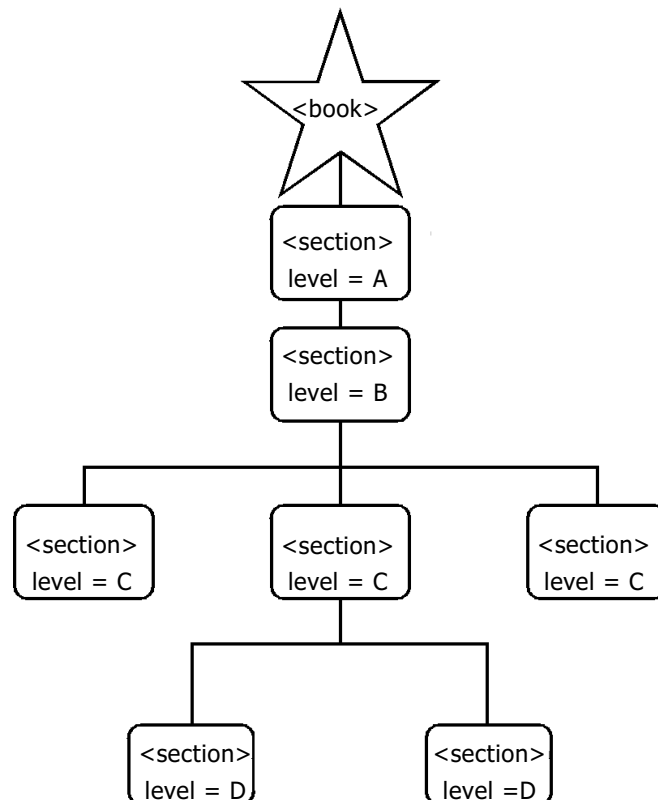 <book>
<section>
level = A
<section>
level = B
<section>
level = C
<section>
level = C
<section>
level = C
<section>
level = D
<section>
level =D